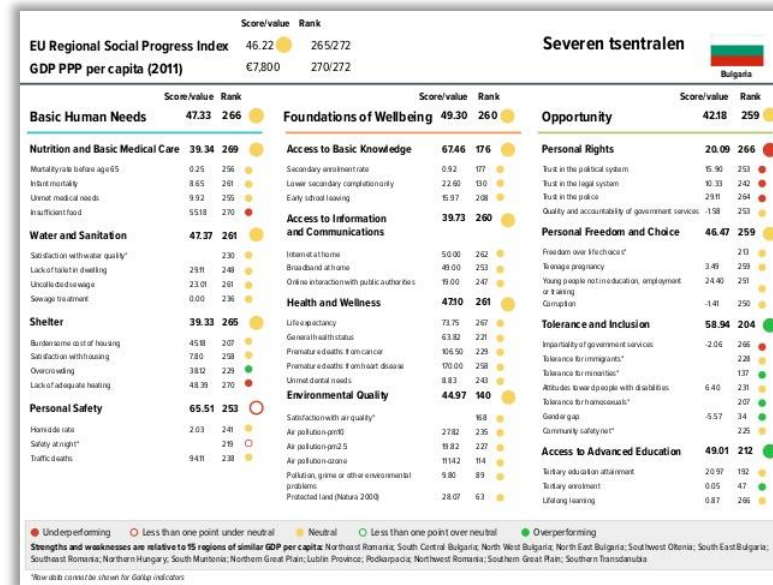 Score/value Rank
EU Regional Social Progress Index 46.22 265/272
GDP PPP per capita (2011) €7,800 270/272
Severen tsentralen
Bulgaria
Score/value Rank
Basic Human Needs 47.33 266
Nutrition and Basic Medical Care 39.34 269
Mortality rate before age 65 0.25 256
Infant mortality 8.65 261
Unmet medical needs 9.92 255
Insufficient food 55.18 270
Water and Sanitation 47.37 261
Satisfaction with water quality* 230
Lack of toilet in dwelling 29.11 248
Uncollected sewage 23.01 261
Sewage treatment 0.00 236
Shelter 39.33 265
Burdensome cost of housing 45.18 207
Satisfaction with housing 7.80 258
Overcrowding 38.12 229
Lack of adequate heating 48.39 270
Personal Safety 65.51 253
Homicide rate 2.03 241
Safety at night* 219
Traffic deaths 94.11 238
Score/value Rank
Foundations of Wellbeing 49.30 260
Access to Basic Knowledge 67.46 176
Secondary enrolment rate 0.92 177
Lower secondary completion only 22.60 130
Early school leaving 15.97 208
Access to Information 39.73 260
and Communications
Internet at home 50.00 262
Broadband at home 49.00 253
Online interaction with public authorities 19.00 247
Health and Wellness 47.10 261
Life expectancy 73.75 267
General health status 63.82 221
Premature deaths from cancer 106.50 229
Premature deaths from heart disease 170.00 258
Unmet dental needs 8.83 243
Environmental Quality 44.97 140
Satisfaction with air quality* 168
Air pollution-pm10 27.82 235
Air pollution-pm2.5 19.82 227
Air pollution-ozone 111.42 114
Pollution, grime or other environmental 9.80 89
problems
Protected land (Natura 2000) 28.07 63
Score/value Rank
Opportunity 42.18 259
Personal Rights 20.09 266
Trust in the political system 15.90 253
Trust in the legal system 10.33 242
Trust in the police 29.11 264
Quality and accountability of government services -1.58 253
Personal Freedom and Choice 46.47 259
Freedom over life choices* 213
Teenage pregnancy 3.49 259
Young people not in education, employment 24.40 251
or training
Corruption -1.41 250
Tolerance and Inclusion 58.94 204
Impartiality of government services -2.06 266
Tolerance for immigrants* 228
Tolerance for minorities* 137
Attitudes toward people with disabilities 6.40 231
Tolerance for homosexuals* 207
Gender gap -5.57 34
Community safety net* 225
Access to Advanced Education 49.01 212
Tertiary education attainment 20.97 192
Tertiary enrolment 0.05 47
Lifelong learning 0.87 266
Underperforming Less than one point under neutral Neutral Less than one point over neutral Overperforming
Strengths and weaknesses are relative to 15 regions of similar GDP per capita: Northeast Romania; South Central Bulgaria; North West Bulgaria; North East Bulgaria; Southwest Oltenia; South East Bulgaria;
Southeast Romania; Northern Hungary; South Muntenia; Northern Great Plain; Lublin Province; Podkarpacia; Northwest Romania; Southern Great Plain; Southern Transdanubia
*Raw data cannot be shown for Gallup indicators